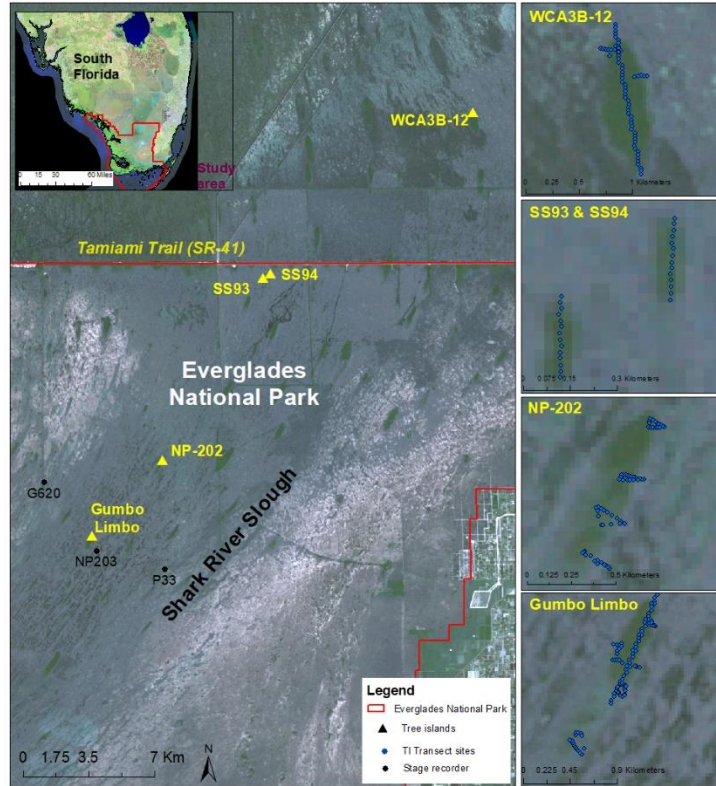 South
Florida
0 30 60 Miles
Study
area
WCA3B-12
Tamiami Trail (SR-41)
SS93
SS94
Everglades
National Park
NP-202
G620
Gumbo
Limbo
NP203
P33
Shark River Slough
0 1.75 3.5 7 Km
N
Legend
Everglades National Park
Tree islands
TI Transect sites
Stage recorder
WCA3B-12
0 0.25 0.5 1 Kilometers
SS93 & SS94
0 0.075 0.15 0.3 Kilometers
NP-202
0 0.125 0.25 0.5 Kilometers
Gumbo Limbo
0 0.225 0.45 0.9 Kilometers